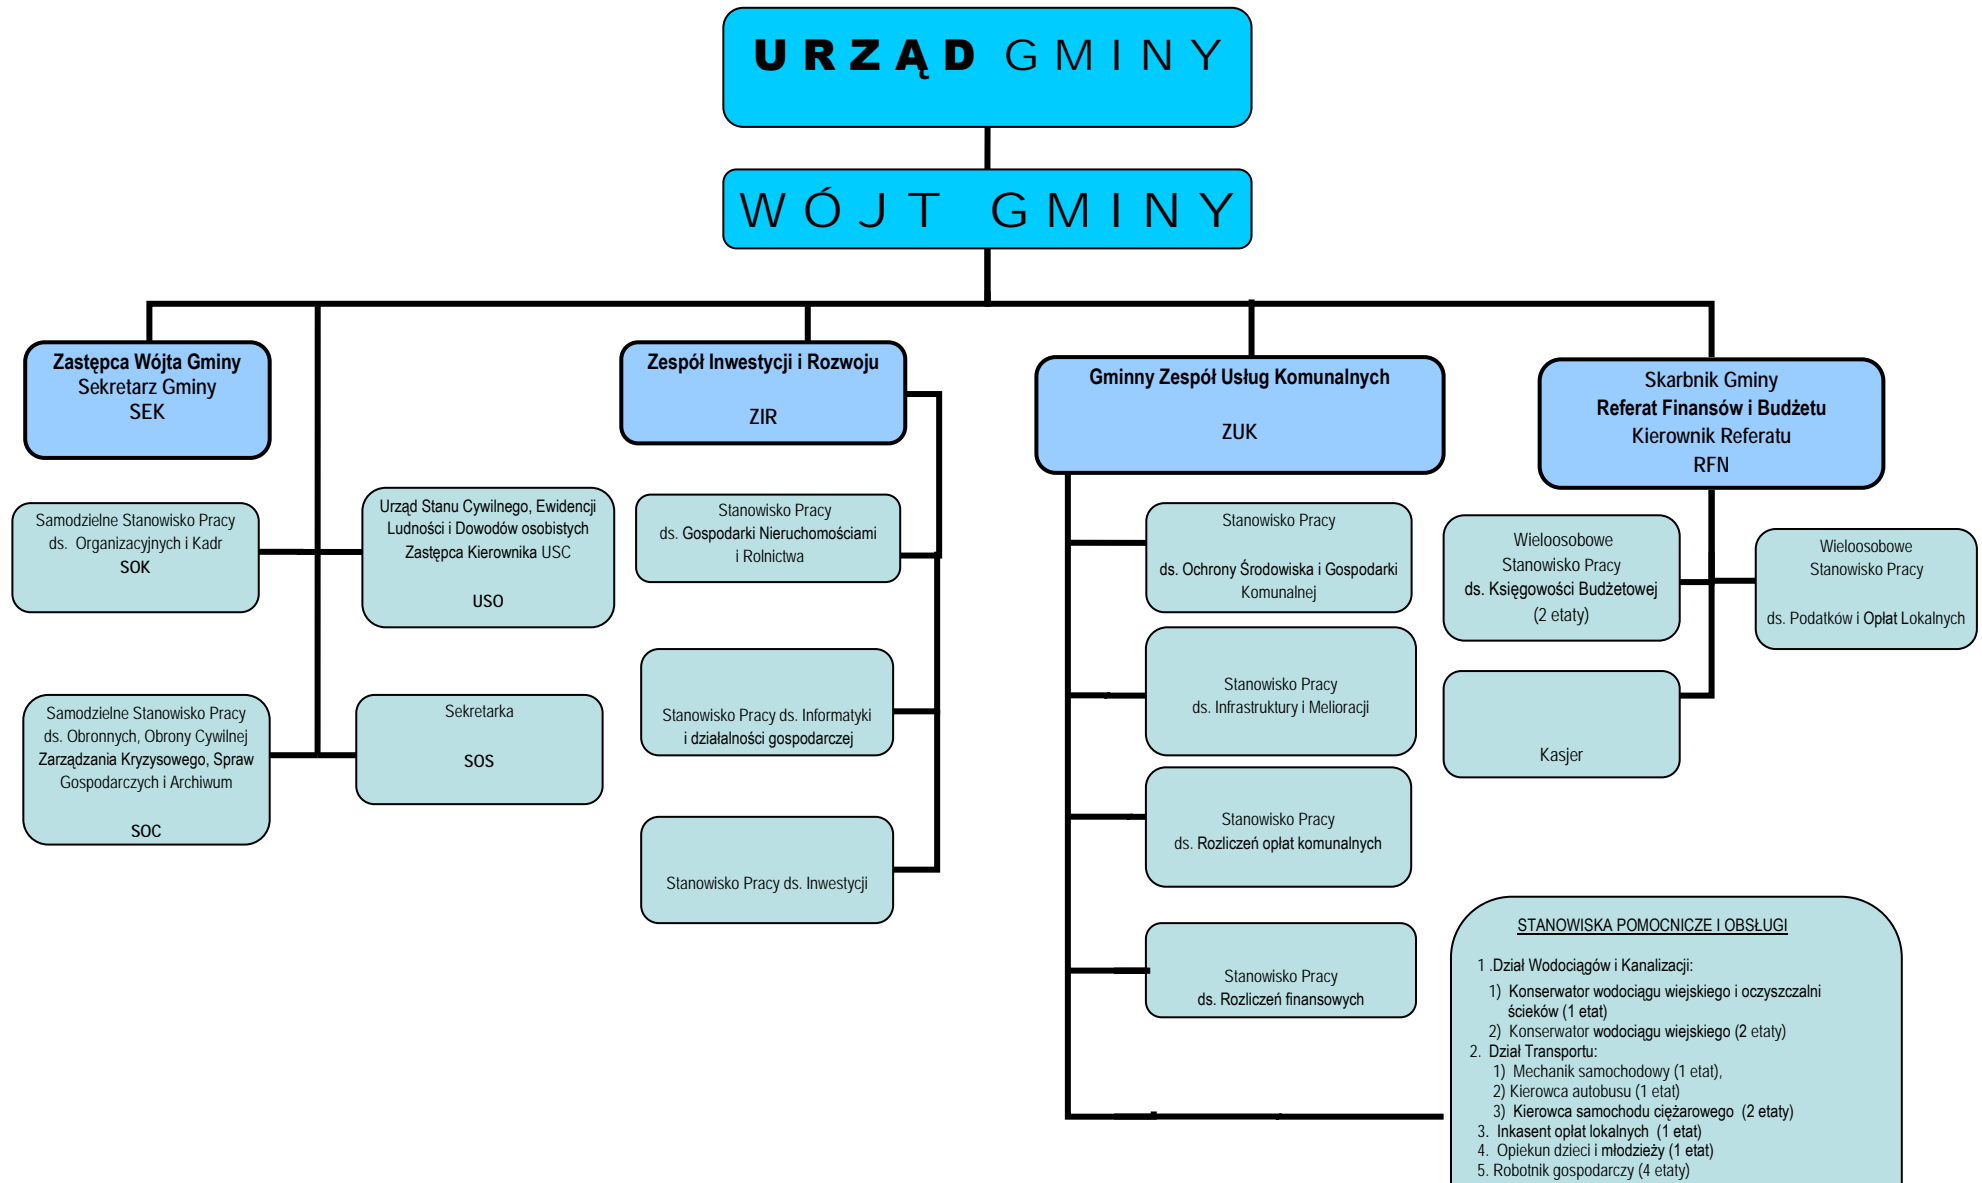 URZĄD GMINY
WÓJT GMINY
Zastępca Wójta Gminy
Sekretarz Gminy
SEK
Zespół Inwestycji i Rozwoju
ZIR
Gminny Zespół Usług Komunalnych
ZUK
Skarbnik Gminy
Referat Finansów i Budżetu
Kierownik Referatu
RFN
Samodzielne Stanowisko Pracy
ds. Organizacyjnych i Kadr
SOK
Urząd Stanu Cywilnego, Ewidencji
Ludności i Dowodów osobistych
Zastępca Kierownika USC
USO
Samodzielne Stanowisko Pracy
ds. Obronnych, Obrony Cywilnej
Zarządzania Kryzysowego, Spraw
Gospodarczych i Archiwum
SOC
Sekretarka
SOS
Stanowisko Pracy
ds. Gospodarki Nieruchomościami
i Rolnictwa
Stanowisko Pracy ds. Informatyki
i działalności gospodarczej
Stanowisko Pracy ds. Inwestycji
Stanowisko Pracy
ds. Ochrony Środowiska i Gospodarki
Komunalnej
Stanowisko Pracy
ds. Infrastruktury i Melioracji
Stanowisko Pracy
ds. Rozliczeń opłat komunalnych
Stanowisko Pracy
ds. Rozliczeń finansowych
Wieloosobowe
Stanowisko Pracy
ds. Księgowości Budżetowej
(2 etaty)
Wieloosobowe
Stanowisko Pracy
ds. Podatków i Opłat Lokalnych
Kasjer
STANOWISKA POMOCNICZE I OBSŁUGI
1 .Dział Wodociągów i Kanalizacji:
1) Konserwator wodociągu wiejskiego i oczyszczalni
ścieków (1 etat)
2) Konserwator wodociągu wiejskiego (2 etaty)
2. Dział Transportu:
1) Mechanik samochodowy (1 etat),
2) Kierowca autobusu (1 etat)
3) Kierowca samochodu ciężarowego (2 etaty)
3. Inkasent opłat lokalnych (1 etat)
4. Opiekun dzieci i młodzieży (1 etat)
5. Robotnik gospodarczy (4 etaty)